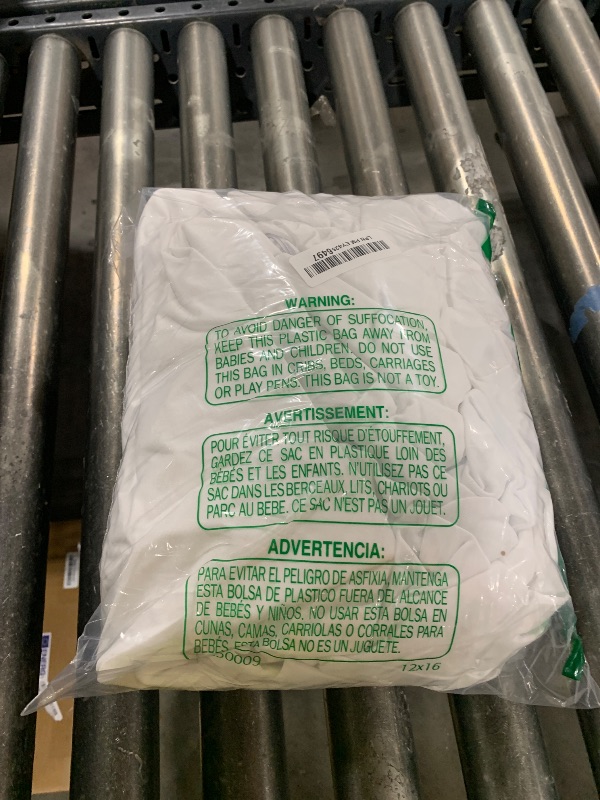 WARNING:
TO AVOID DANGER OF SUFFOCATION,
KEEP THIS PLASTIC BAG AWAY FROM
BABIES AND CHILDREN. DO NOT USE
THIS BAG IN CRIBS, BEDS, CARRIAGES
OR PLAY PENS. THIS BAG IS NOT A TOY.
AVERTISSEMENT:
POUR ÉVITER TOUT RISQUE D'ÉTOUFFEMENT,
GARDEZ CE SAC EN PLASTIQUE LOIN DES
BÉBÉS ET LES ENFANTS. N'UTILISEZ PAS CE
SAC DANS LES BERCEAUX, LITS, CHARIOTS OU
PARC AU BEBE. CE SAC N'EST PAS UN JOUET.
ADVERTENCIA:
PARA EVITAR EL PELIGRO DE ASFIXIA, MANTENGA
ESTA BOLSA DE PLASTICO FUERA DEL ALCANCE
DE BEBÉS Y NIÑOS. NO USAR ESTA BOLSA EN
CUNAS, CAMAS, CARRIOLAS O CORRALES PARA
BEBÉS. ESTA BOLSA NO ES UN JUGUETE.
12x16